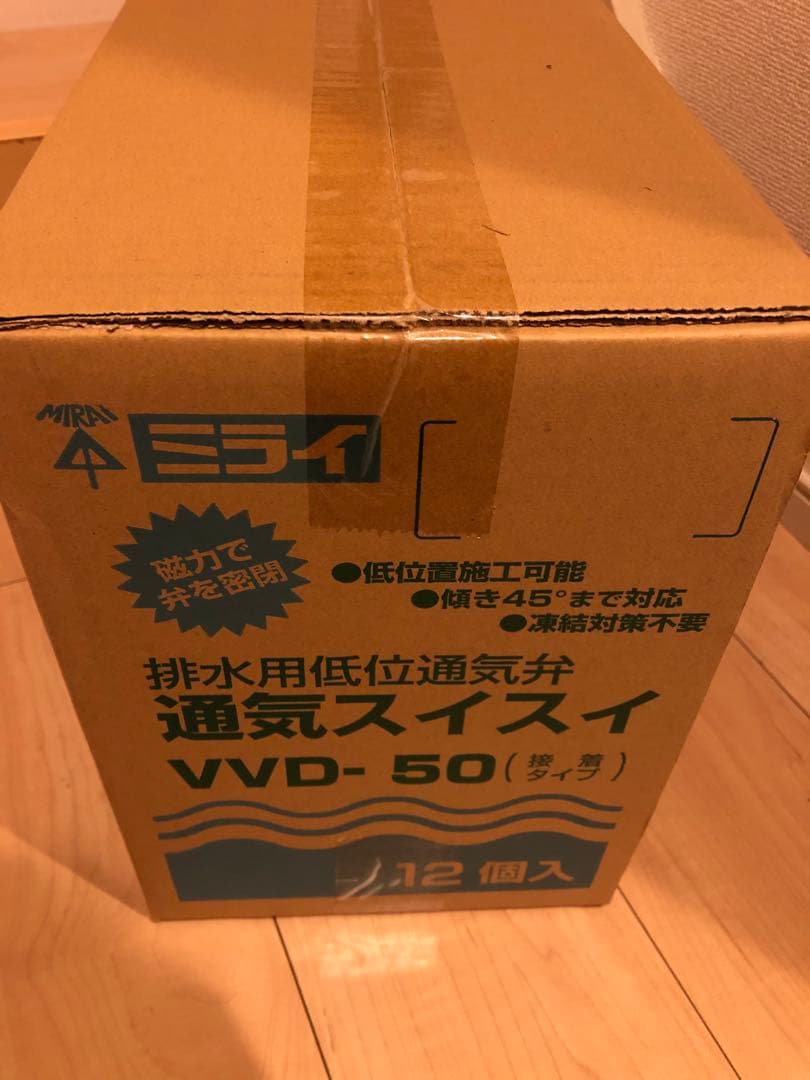 MIRAI
ミライ
磁力で
弁を密閉
●低位置施工可能
●傾き45°まで対応
●凍結対策不要
排水用低位通気弁
通気スイスイ
VVD-50(接着タイプ)
12個入